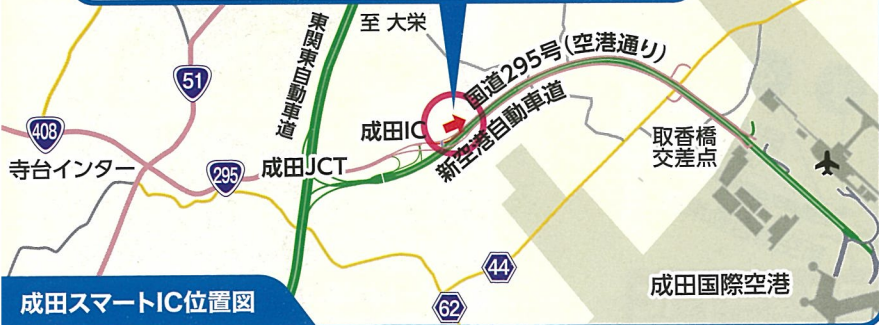 至 大栄
東関東自動車道
国道295号(空港通り)
51
408
成田IC
新空港自動車道
取香橋
交差点
寺台インター
295
成田JCT
44
62
成田国際空港
成田スマートIC位置図